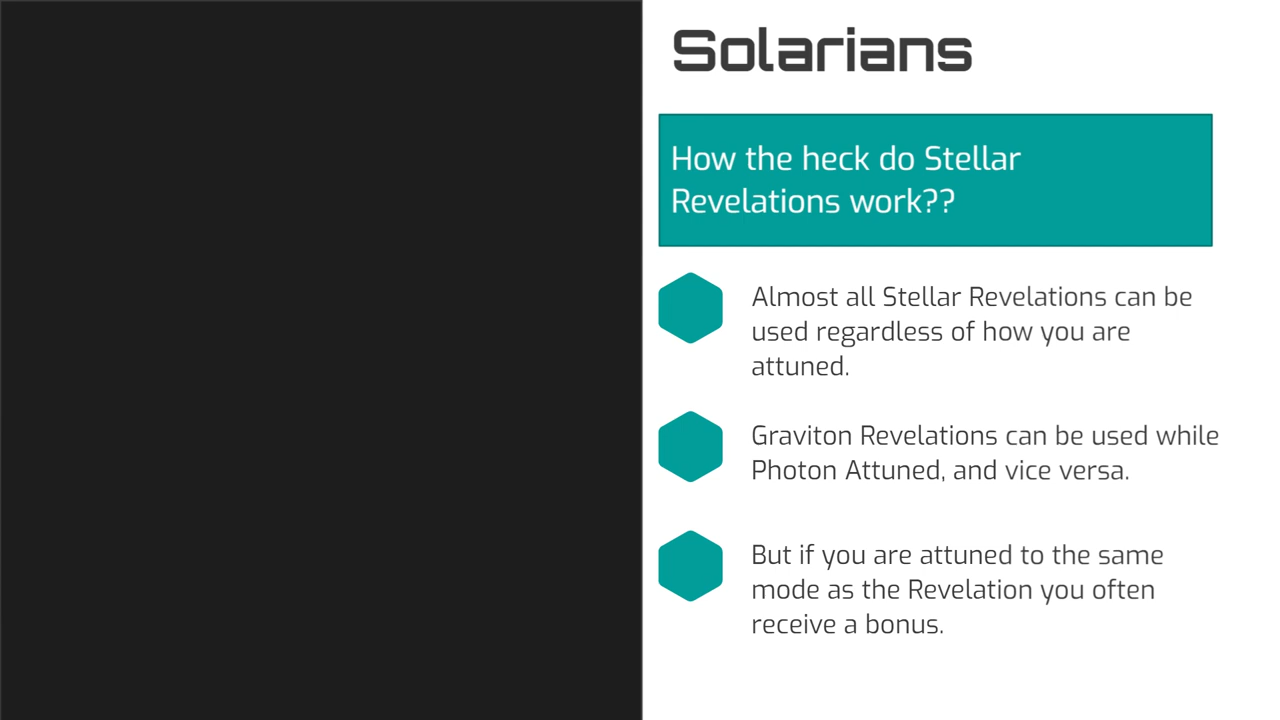 Solarians
How the heck do Stellar
Revelations work??
Almost all Stellar Revelations can be
used regardless of how you are
attuned.
Graviton Revelations can be used while
Photon Attuned, and vice versa.
But if you are attuned to the same
mode as the Revelation you often
receive a bonus.